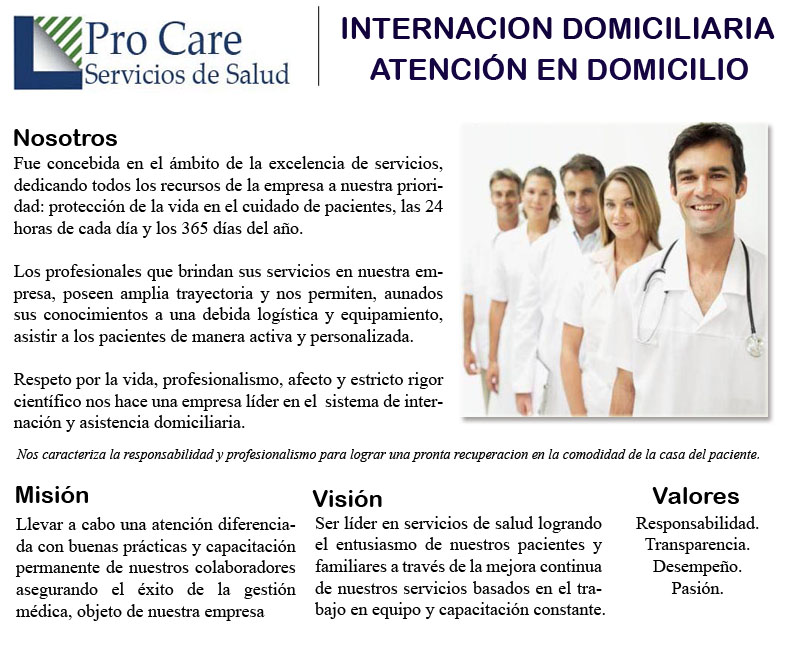 Pro Care
Servicios de Salud
INTERNACION DOMICILIARIA
ATENCIÓN EN DOMICILIO
Nosotros
Fue concebida en el ámbito de la excelencia de servicios,
dedicando todos los recursos de la empresa a nuestra priori-
dad: protección de la vida en el cuidado de pacientes, las 24
horas de cada día y los 365 días del año.
Los profesionales que brindan sus servicios en nuestra em-
presa, poseen amplia trayectoria y nos permiten, aunados
sus conocimientos a una debida logística y equipamiento,
asistir a los pacientes de manera activa y personalizada.
Respeto por la vida, profesionalismo, afecto y estricto rigor
científico nos hace una empresa líder en el sistema de inter-
nación y asistencia domiciliaria.
Nos caracteriza la responsabilidad y profesionalismo para lograr una pronta recuperacion en la comodidad de la casa del paciente.
Misión
Llevar a cabo una atención diferencia-
da con buenas prácticas y capacitación
permanente de nuestros colaboradores
asegurando el éxito de la gestión
médica, objeto de nuestra empresa
Visión
Ser líder en servicios de salud logrando
el entusiasmo de nuestros pacientes y
familiares a través de la mejora continua
de nuestros servicios basados en el tra-
bajo en equipo y capacitación constante.
Valores
Responsabilidad.
Transparencia.
Desempeño.
Pasión.